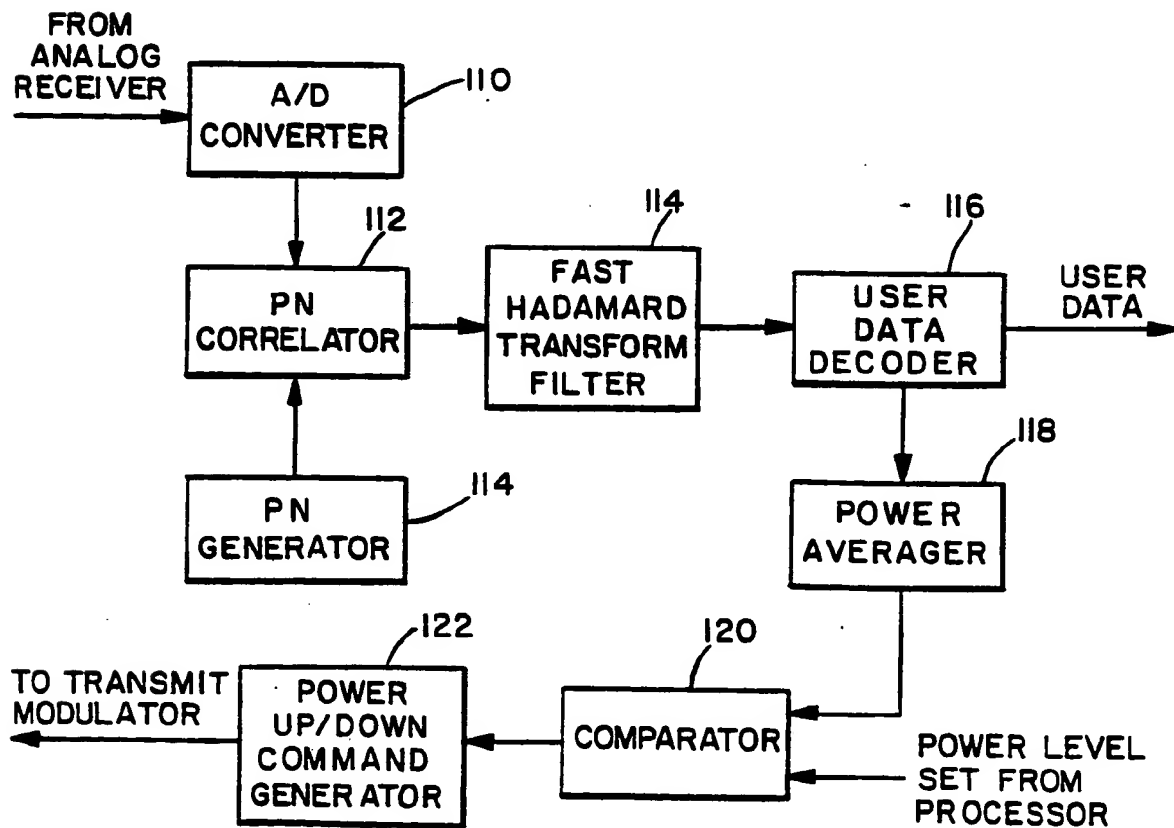 FROM
ANALOG
RECEIVER
A/D
CONVERTER
110
112
PN
CORRELATOR
114
FAST
HADAMARD
TRANSFORM
FILTER
116
USER
DATA
DECODER
USER
DATA
PN
GENERATOR
114
118
POWER
AVERAGER
TO TRANSMIT
MODULATOR
122
POWER
UP/DOWN
COMMAND
GENERATOR
120
COMPARATOR
POWER LEVEL
SET FROM
PROCESSOR